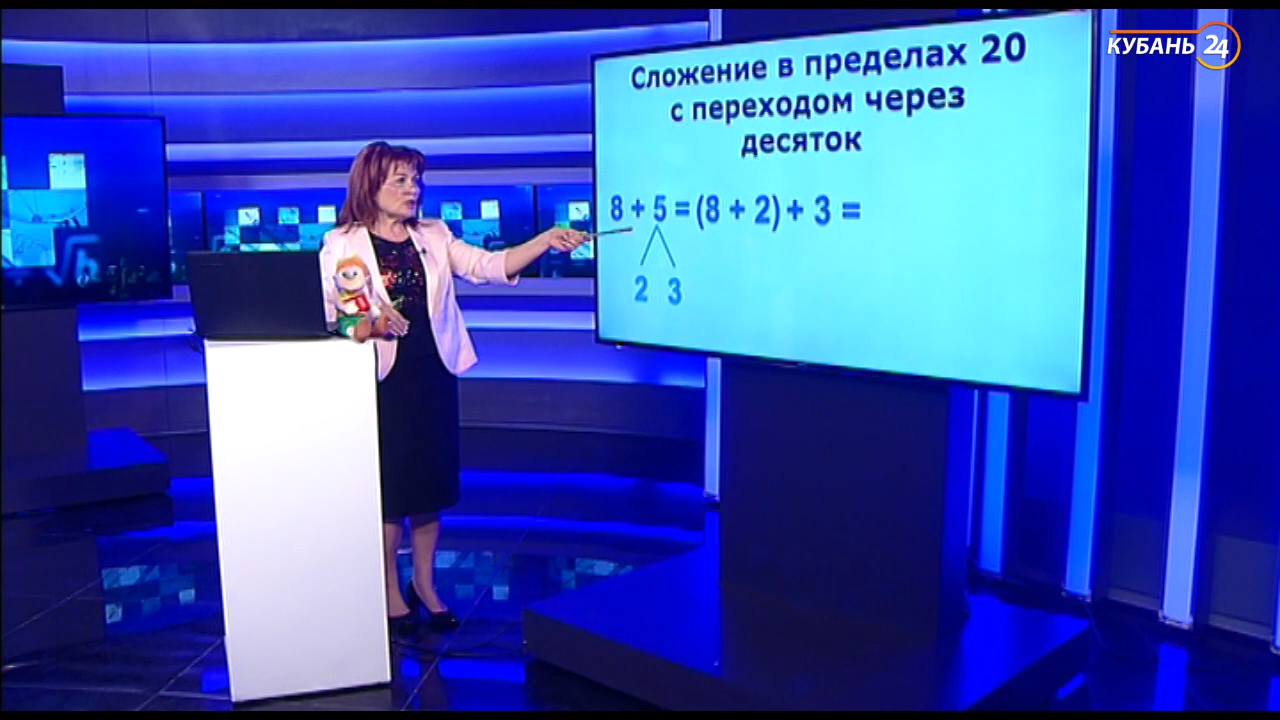 КУБАНЬ 24
Сложение в пределах 20
с переходом через
десяток
8 + 5 = (8 + 2) + 3 =
2 3